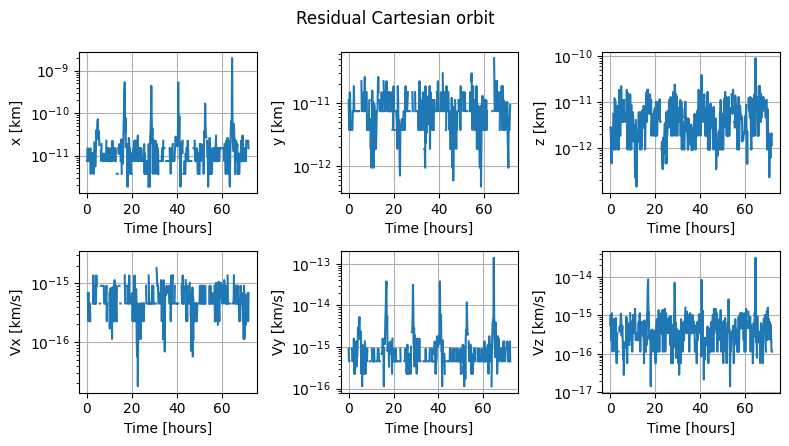 Residual Cartesian orbit
10⁻⁹
10⁻¹⁰
10⁻¹¹
x [km]
0 20 40 60
Time [hours]
10⁻¹¹
10⁻¹²
y [km]
0 20 40 60
Time [hours]
10⁻¹⁰
10⁻¹¹
10⁻¹²
z [km]
0 20 40 60
Time [hours]
10⁻¹⁵
10⁻¹⁶
Vx [km/s]
0 20 40 60
Time [hours]
10⁻¹³
10⁻¹⁴
10⁻¹⁵
10⁻¹⁶
Vy [km/s]
0 20 40 60
Time [hours]
10⁻¹⁴
10⁻¹⁵
10⁻¹⁶
10⁻¹⁷
Vz [km/s]
0 20 40 60
Time [hours]